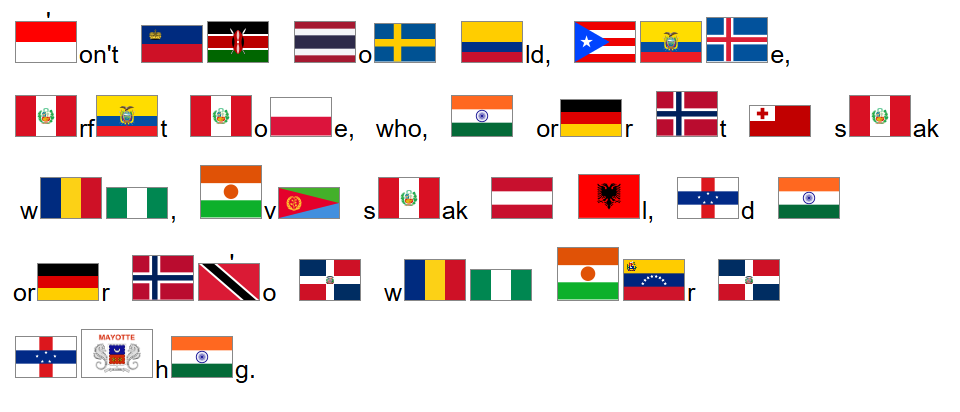 ' on't o ld, e,
rf t o e, who, or r t s ak
w , v s ak l, d
or r ' o w r
MAYOTTE h g.